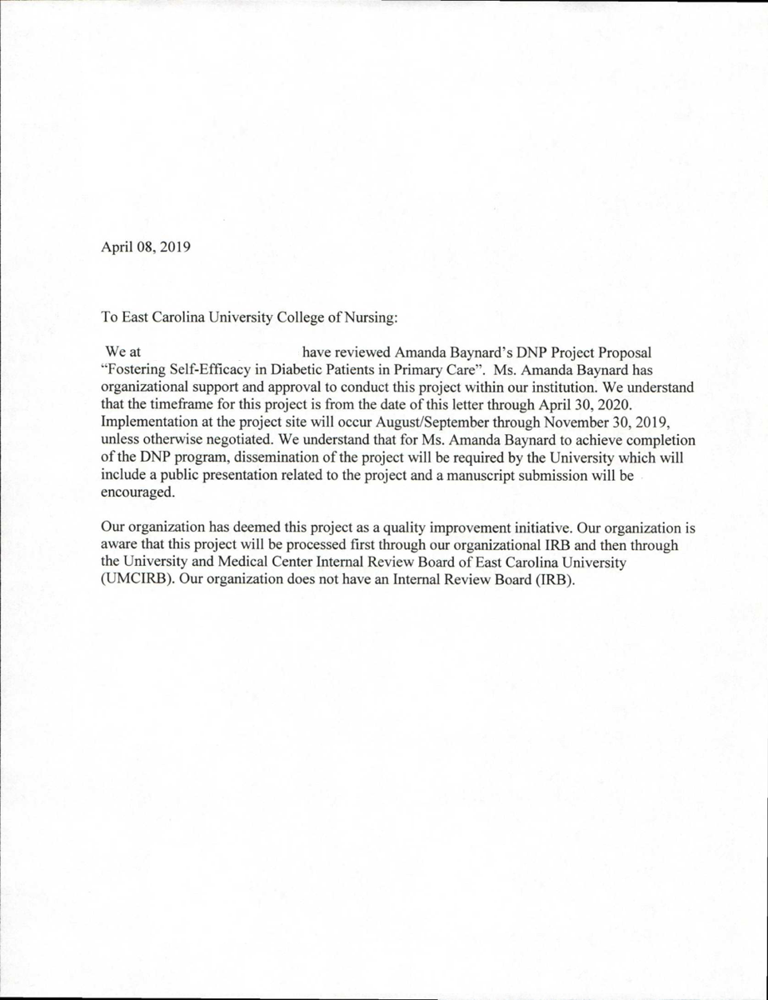 April 08, 2019
To East Carolina University College of Nursing:
We at have reviewed Amanda Baynard’s DNP Project Proposal
“Fostering Self-Efficacy in Diabetic Patients in Primary Care”. Ms. Amanda Baynard has
organizational support and approval to conduct this project within our institution. We understand
that the timeframe for this project is from the date of this letter through April 30, 2020.
Implementation at the project site will occur August/September through November 30, 2019,
unless otherwise negotiated. We understand that for Ms. Amanda Baynard to achieve completion
of the DNP program, dissemination of the project will be required by the University which will
include a public presentation related to the project and a manuscript submission will be
encouraged.
Our organization has deemed this project as a quality improvement initiative. Our organization is
aware that this project will be processed first through our organizational IRB and then through
the University and Medical Center Internal Review Board of East Carolina University
(UMCIRB). Our organization does not have an Internal Review Board (IRB).